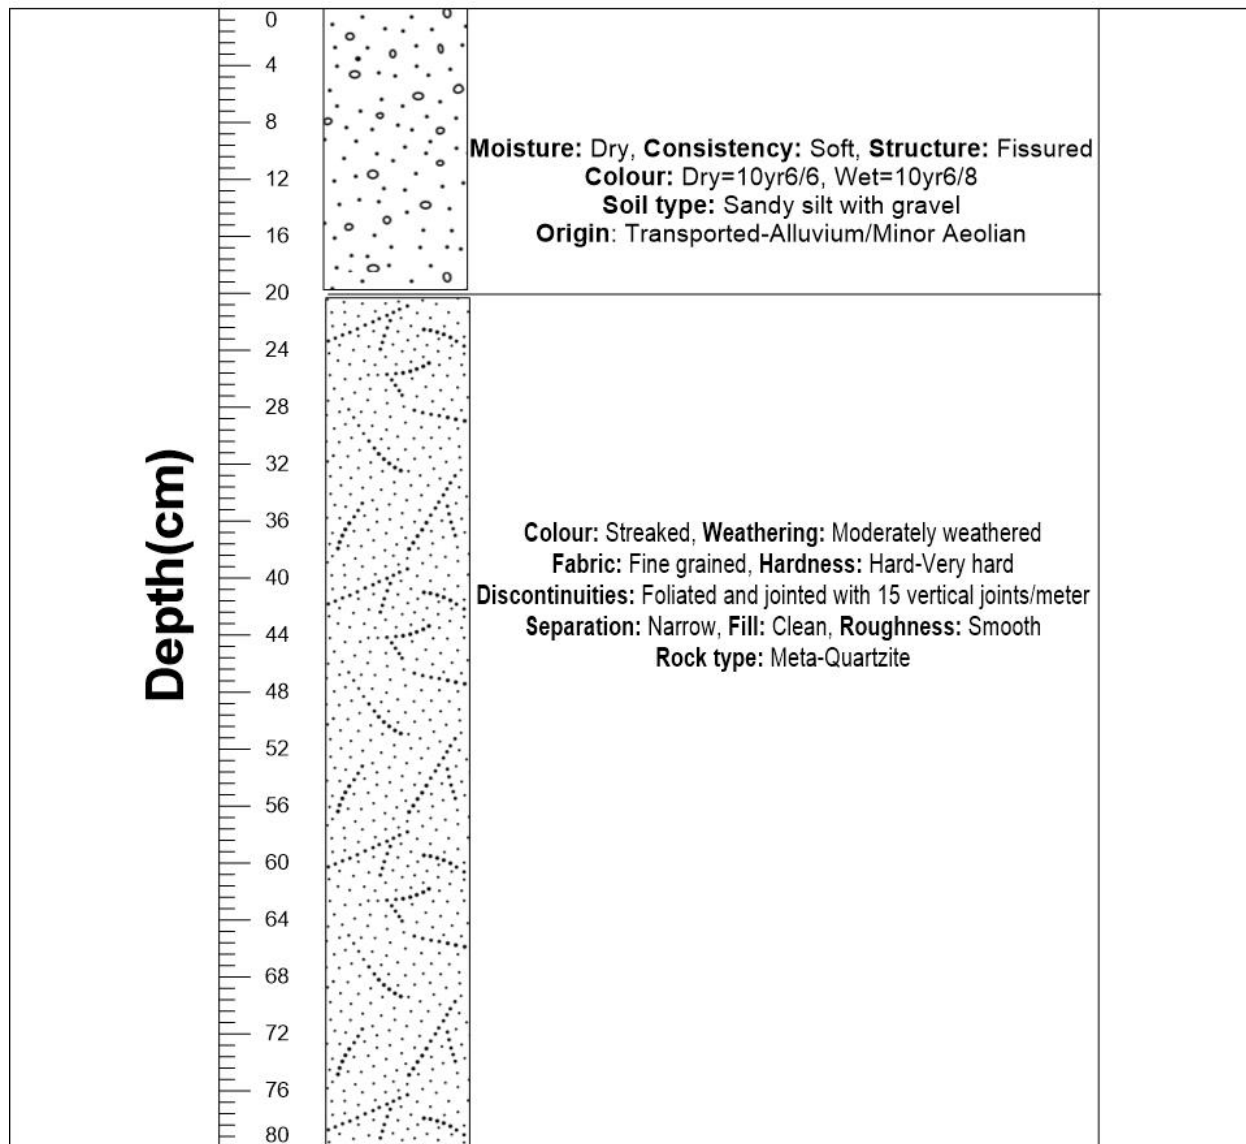 Depth(cm)
0
4
8
12
16
20
24
28
32
36
40
44
48
52
56
60
64
68
72
76
80
Moisture: Dry, Consistency: Soft, Structure: Fissured
Colour: Dry=10yr6/6, Wet=10yr6/8
Soil type: Sandy silt with gravel
Origin: Transported-Alluvium/Minor Aeolian
Colour: Streaked, Weathering: Moderately weathered
Fabric: Fine grained, Hardness: Hard-Very hard
Discontinuities: Foliated and jointed with 15 vertical joints/meter
Separation: Narrow, Fill: Clean, Roughness: Smooth
Rock type: Meta-Quartzite